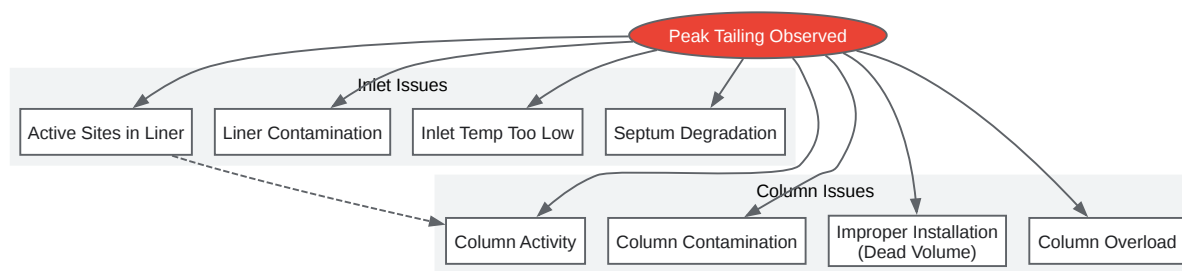 Peak Tailing Observed
Inlet Issues
Active Sites in Liner
Liner Contamination
Inlet Temp Too Low
Septum Degradation
Column Issues
Column Activity
Column Contamination
Improper Installation
(Dead Volume)
Column Overload